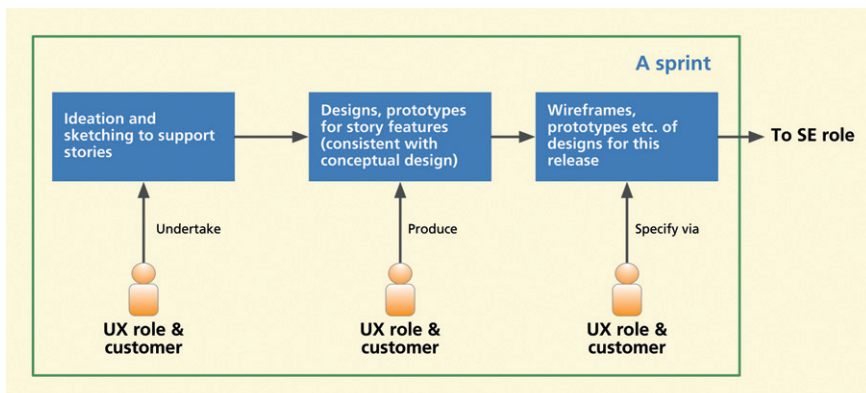 A sprint
Ideation and
sketching to support
stories
Designs, prototypes
for story features
(consistent with
conceptual design)
Wireframes,
prototypes etc. of
designs for this
release
To SE role
Undertake
Produce
Specify via
UX role &
customer
UX role &
customer
UX role &
customer